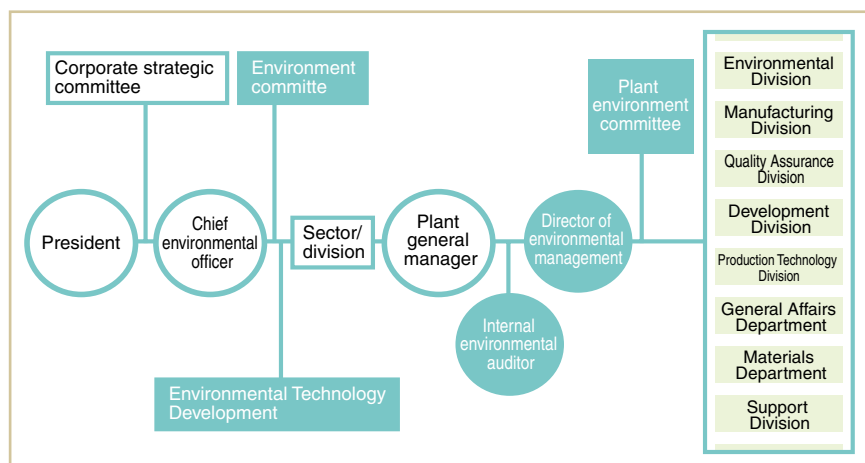 Corporate strategic
committee
Environment
committe
Plant
environment
committee
President
Chief
environmental
officer
Sector/
division
Plant
general
manager
Director of
environmental
management
Internal
environmental
auditor
Environmental Technology
Development
Environmental
Division
Manufacturing
Division
Quality Assurance
Division
Development
Division
Production Technology
Division
General Affairs
Department
Materials
Department
Support
Division